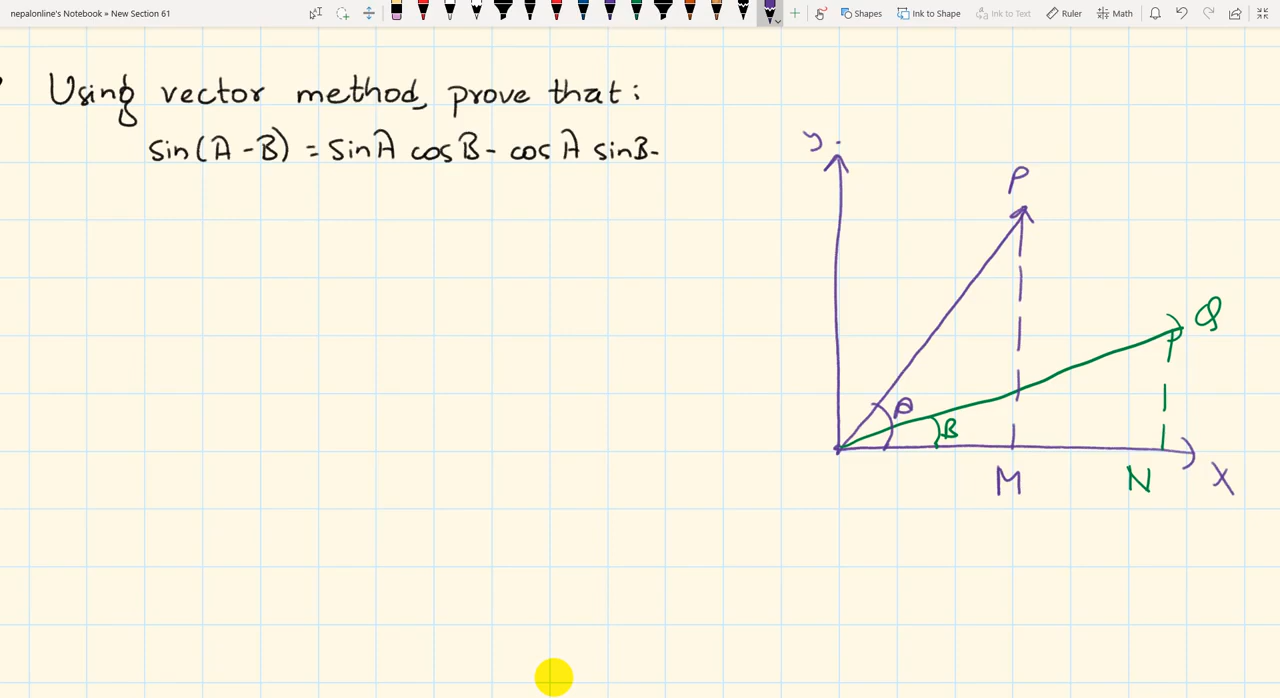 nepalonline's Notebook » New Section 61
Shapes Ink to Shape Ink to Text Ruler Math
Using vector method, prove that:
sin(A-B) = sinA cosB - cosA sinB.
y
P
Q
A
B
M
N
X